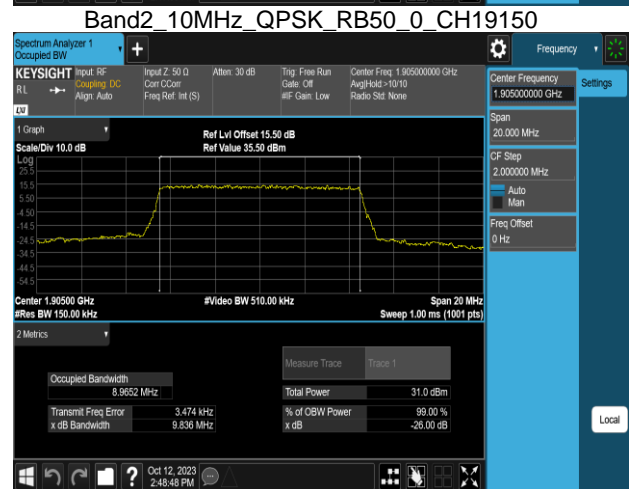 Band2_10MHz_QPSK_RB50_0_CH19150
Spectrum Analyzer 1
Occupied BW
+
Frequency
KEYSIGHT
RL
LXI
Input: RF
Coupling: DC
Align: Auto
Input Z: 50 Ω
Corr CCorr
Freq Ref: Int (S)
Atten: 30 dB
Trig: Free Run
Gate: Off
#IF Gain: Low
Center Freq: 1.905000000 GHz
Avg|Hold:>10/10
Radio Std: None
Center Frequency
1.905000000 GHz
Settings
Span
20.000 MHz
CF Step
2.000000 MHz
Auto
Man
Freq Offset
0 Hz
1 Graph
Scale/Div 10.0 dB
Ref Lvl Offset 15.50 dB
Ref Value 35.50 dBm
Log
25.5
15.5
5.50
-4.50
-14.5
-24.5
-34.5
-44.5
-54.5
Center 1.90500 GHz
#Res BW 150.00 kHz
#Video BW 510.00 kHz
Span 20 MHz
Sweep 1.00 ms (1001 pts)
2 Metrics
Measure Trace
Trace 1
Occupied Bandwidth
8.9652 MHz
Total Power
31.0 dBm
Transmit Freq Error
3.474 kHz
% of OBW Power
99.00 %
x dB Bandwidth
9.836 MHz
x dB
-26.00 dB
Local
?
Oct 12, 2023
2:48:48 PM